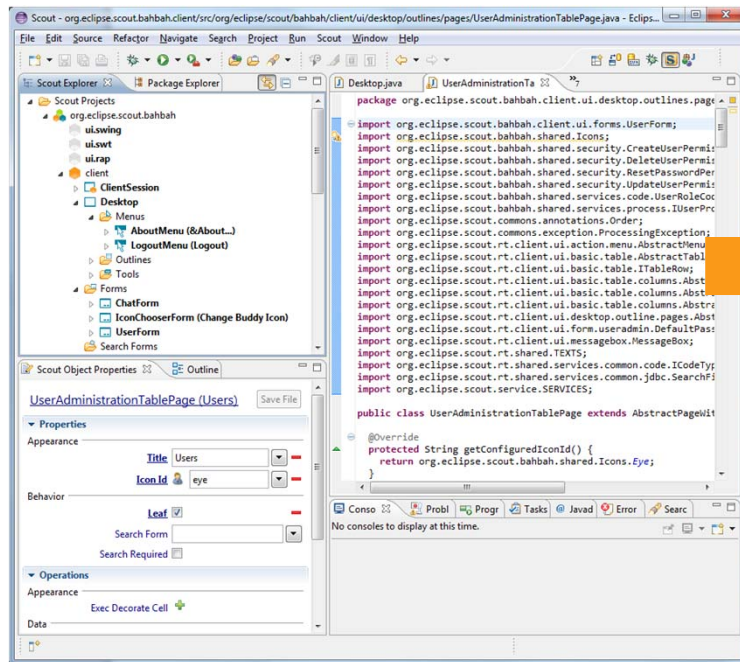 Scout - org.eclipse.scout.bahbah.client/src/org/eclipse/scout/bahbah/client/ui/desktop/outlines/pages/UserAdministrationTablePage.java - Eclips...
File Edit Source Refactor Navigate Search Project Run Scout Window Help
Scout Explorer Package Explorer
Scout Projects
org.eclipse.scout.bahbah
ui.swing
ui.swt
ui.rap
client
ClientSession
Desktop
Menus
AboutMenu (&About...)
LogoutMenu (Logout)
Outlines
Tools
Forms
ChatForm
IconChooserForm (Change Buddy Icon)
UserForm
Search Forms
Scout Object Properties Outline
UserAdministrationTablePage (Users) Save File
Properties
Appearance
Title Users
Icon Id eye
Behavior
Leaf
Search Form
Search Required
Operations
Appearance
Exec Decorate Cell
Data
Desktop.java UserAdministrationTa »7
package org.eclipse.scout.bahbah.client.ui.desktop.outlines.page
import org.eclipse.scout.bahbah.client.ui.forms.UserForm;
import org.eclipse.scout.bahbah.shared.Icons;
import org.eclipse.scout.bahbah.shared.security.CreateUserPermis
import org.eclipse.scout.bahbah.shared.security.DeleteUserPermis
import org.eclipse.scout.bahbah.shared.security.ResetPasswordPer
import org.eclipse.scout.bahbah.shared.security.UpdateUserPermis
import org.eclipse.scout.bahbah.shared.services.code.UserRoleCod
import org.eclipse.scout.bahbah.shared.services.process.IUserPro
import org.eclipse.scout.commons.annotations.Order;
import org.eclipse.scout.commons.exception.ProcessingException;
import org.eclipse.scout.rt.client.ui.action.menu.AbstractMenu
import org.eclipse.scout.rt.client.ui.basic.table.AbstractTabl
import org.eclipse.scout.rt.client.ui.basic.table.ITableRow;
import org.eclipse.scout.rt.client.ui.basic.table.columns.Abst
import org.eclipse.scout.rt.client.ui.basic.table.columns.Abstr
import org.eclipse.scout.rt.client.ui.basic.table.columns.Abstra
import org.eclipse.scout.rt.client.ui.desktop.outline.pages.Abst
import org.eclipse.scout.rt.client.ui.form.useradmin.DefaultPass
import org.eclipse.scout.rt.client.ui.messagebox.MessageBox;
import org.eclipse.scout.rt.shared.TEXTS;
import org.eclipse.scout.rt.shared.services.common.code.ICodeTyp
import org.eclipse.scout.rt.shared.services.common.jdbc.SearchFi
import org.eclipse.scout.service.SERVICES;
public class UserAdministrationTablePage extends AbstractPageWit
@Override
protected String getConfiguredIconId() {
return org.eclipse.scout.bahbah.shared.Icons.Eye;
}
Conso Probl Progr Tasks Javad Error Searc
No consoles to display at this time.